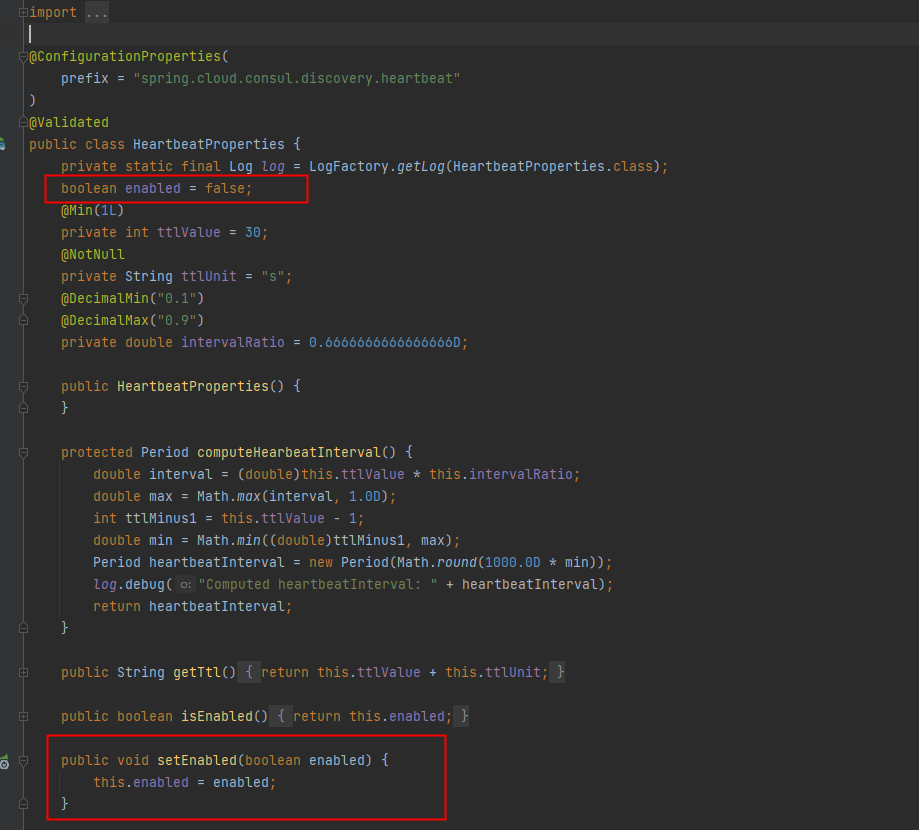 import ...
@ConfigurationProperties(
prefix = "spring.cloud.consul.discovery.heartbeat"
)
@Validated
public class HeartbeatProperties {
private static final Log log = LogFactory.getLog(HeartbeatProperties.class);
boolean enabled = false;
@Min(1L)
private int ttlValue = 30;
@NotNull
private String ttlUnit = "s";
@DecimalMin("0.1")
@DecimalMax("0.9")
private double intervalRatio = 0.6666666666666666D;
public HeartbeatProperties() {
}
protected Period computeHearbeatInterval() {
double interval = (double)this.ttlValue * this.intervalRatio;
double max = Math.max(interval, 1.0D);
int ttlMinus1 = this.ttlValue - 1;
double min = Math.min((double)ttlMinus1, max);
Period heartbeatInterval = new Period(Math.round(1000.0D * min));
log.debug( o: "Computed heartbeatInterval: " + heartbeatInterval);
return heartbeatInterval;
}
public String getTtl() { return this.ttlValue + this.ttlUnit; }
public boolean isEnabled() { return this.enabled; }
public void setEnabled(boolean enabled) {
this.enabled = enabled;
}